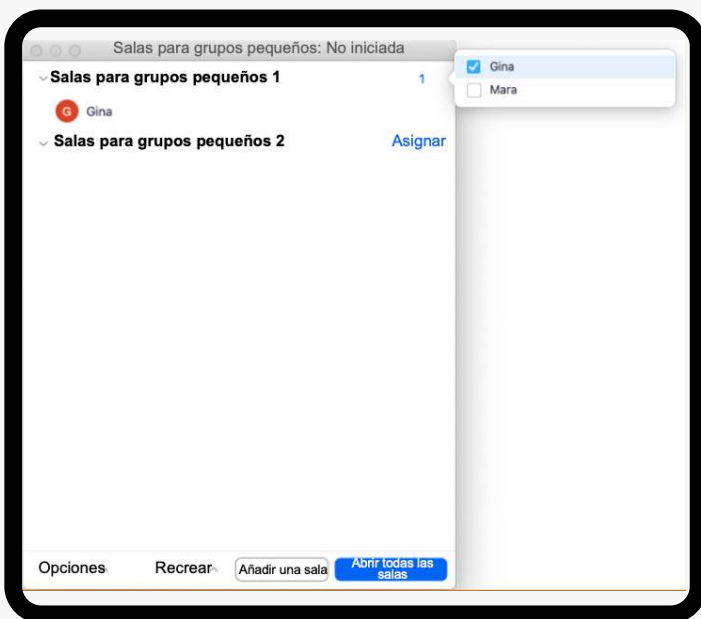 Salas para grupos pequeños: No iniciada
Salas para grupos pequeños 1 1
Gina
Mara
G Gina
Salas para grupos pequeños 2 Asignar
Opciones Recrear Añadir una sala Abrir todas las
salas